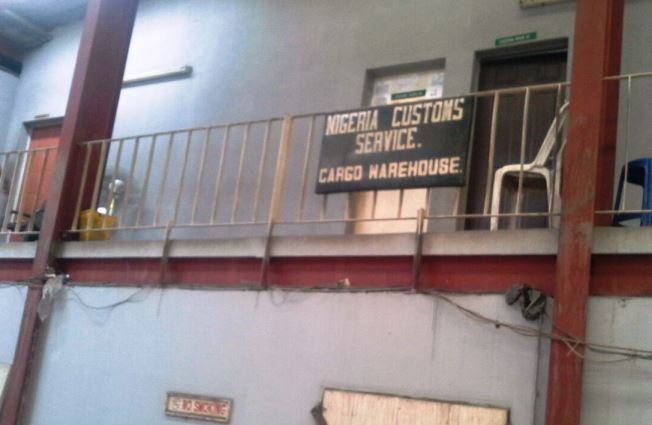 NIGERIA CUSTOMS
SERVICE.
CARGO WAREHOUSE.
NO SMOKING